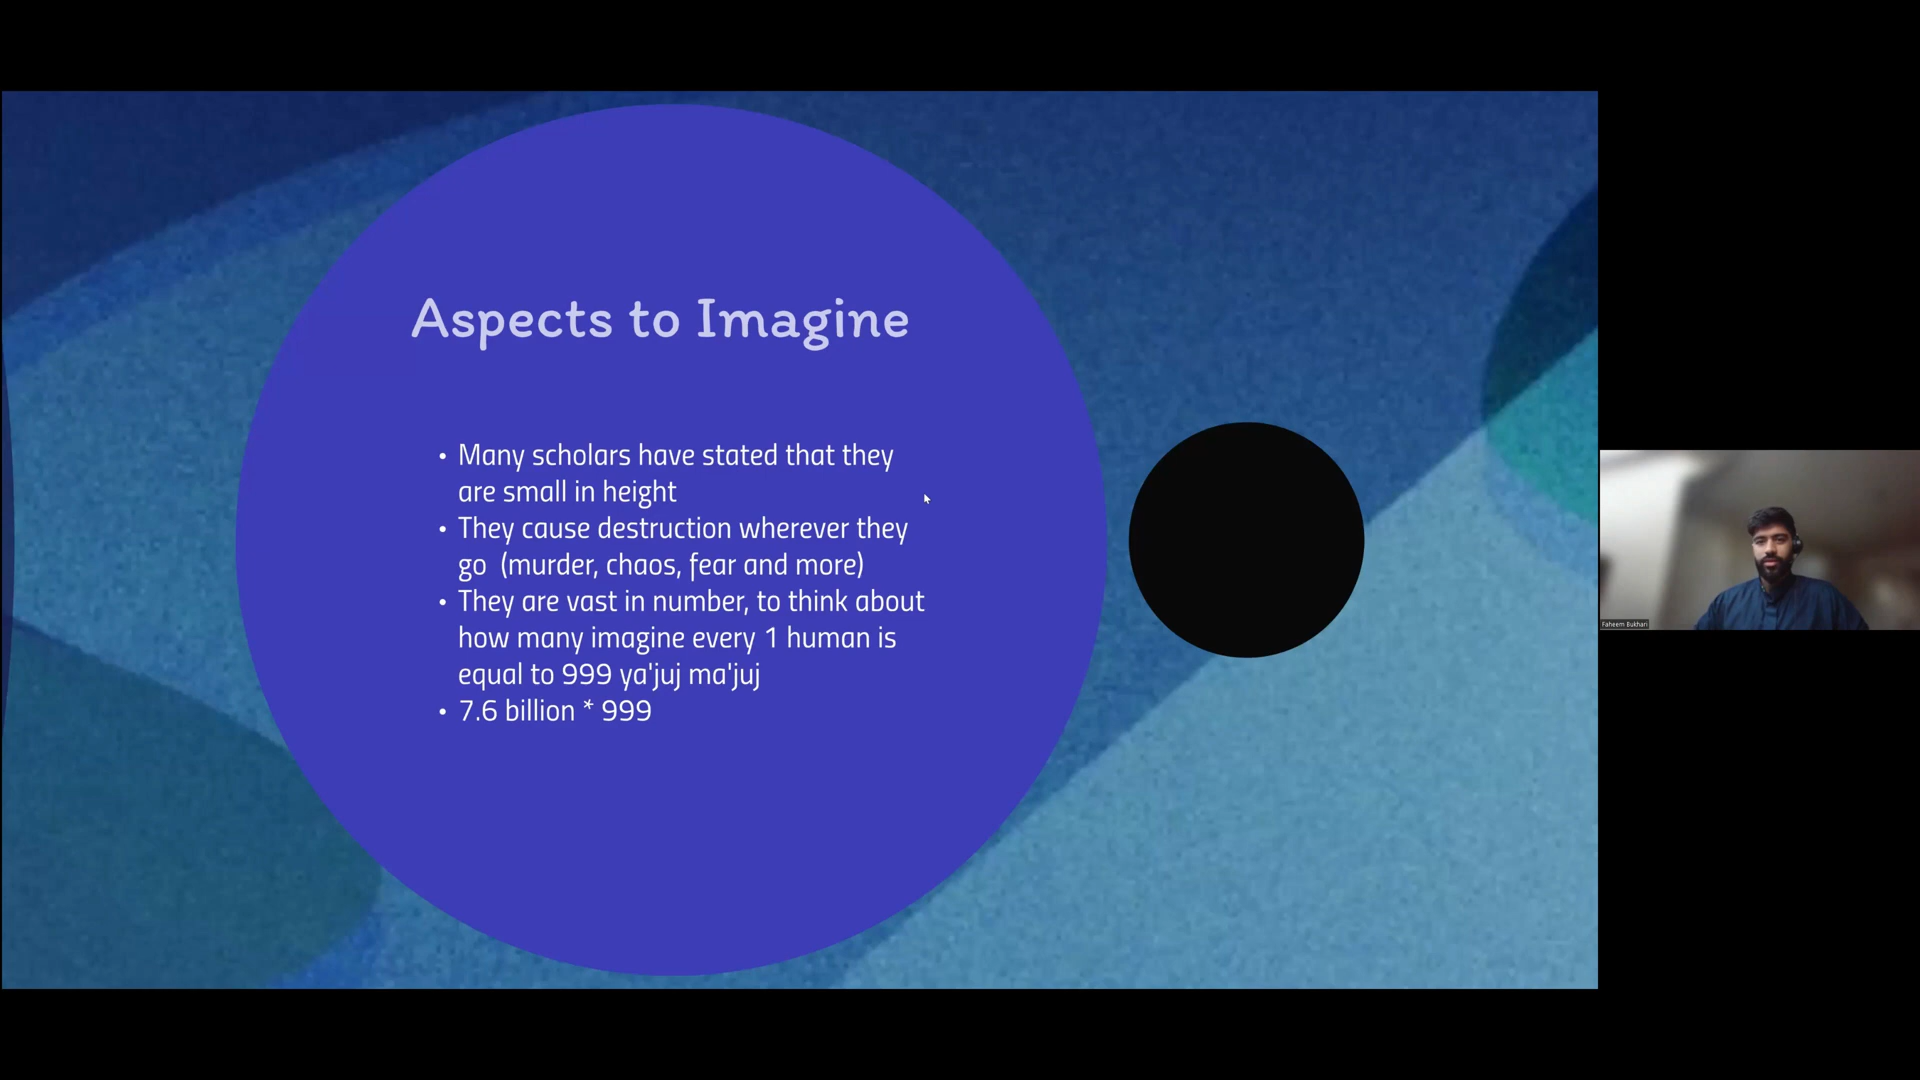 Aspects to Imagine
• Many scholars have stated that they
are small in height
• They cause destruction wherever they
go (murder, chaos, fear and more)
• They are vast in number, to think about
how many imagine every 1 human is
equal to 999 ya'juj ma'juj
• 7.6 billion * 999
Faheem Bukhari